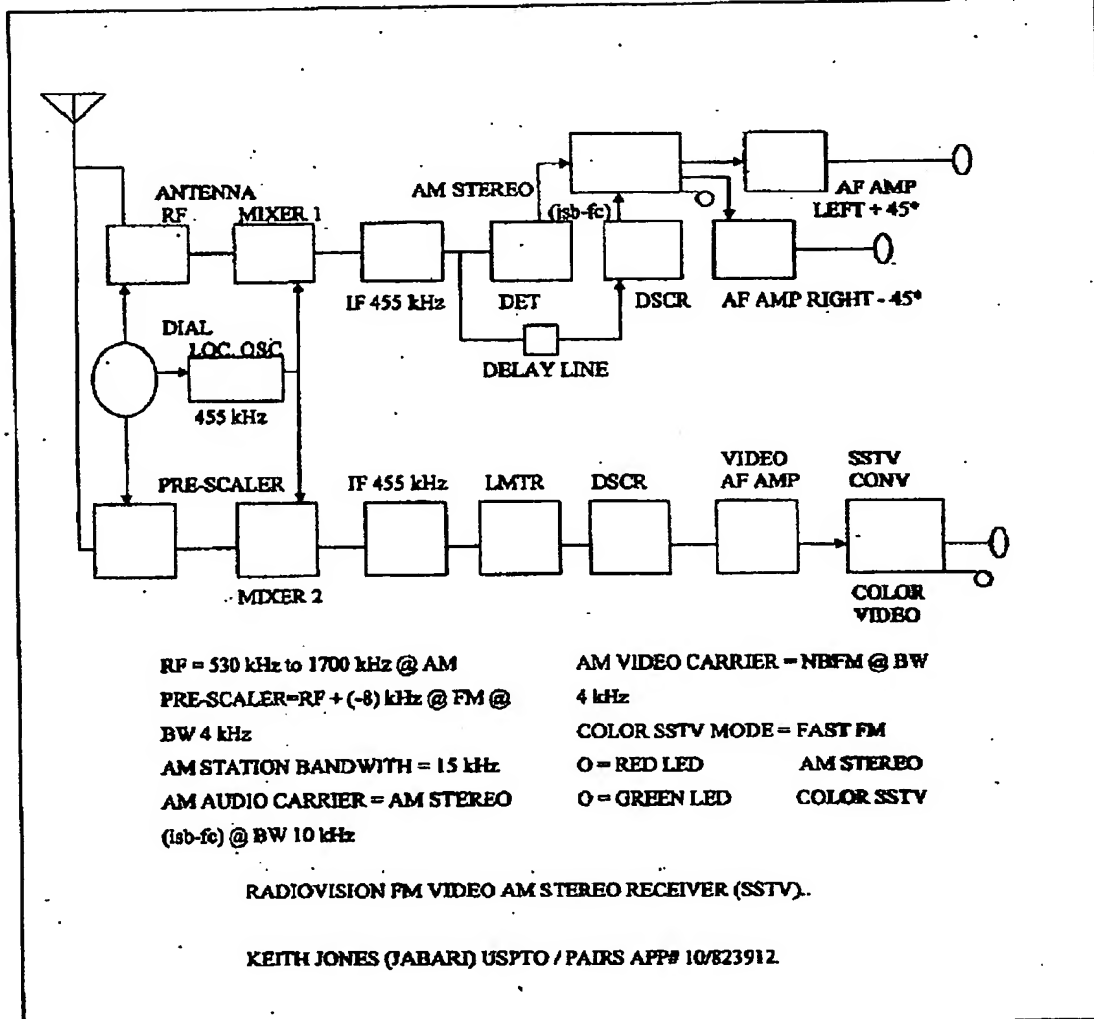 ANTENNA
RF
MIXER 1
AM STEREO
(isb-fc)
AF AMP
LEFT + 45°
IF 455 kHz
DET
DSCR
AF AMP RIGHT - 45°
DIAL
LOC. OSC
455 kHz
DELAY LINE
PRE-SCALER
IF 455 kHz
LMTR
DSCR
VIDEO
AF AMP
SSTV
CONV
MIXER 2
COLOR
VIDEO
RF = 530 kHz to 1700 kHz @ AM
PRE-SCALER=RF + (-8) kHz @ FM @
BW 4 kHz
AM STATION BANDWITH = 15 kHz
AM AUDIO CARRIER = AM STEREO
(isb-fc) @ BW 10 kHz
AM VIDEO CARRIER = NBFM @ BW
4 kHz
COLOR SSTV MODE = FAST FM
O = RED LED AM STEREO
O = GREEN LED COLOR SSTV
RADIOVISION FM VIDEO AM STEREO RECEIVER (SSTV)..
KEITH JONES (JABARI) USPTO / PAIRS APP# 10/823912